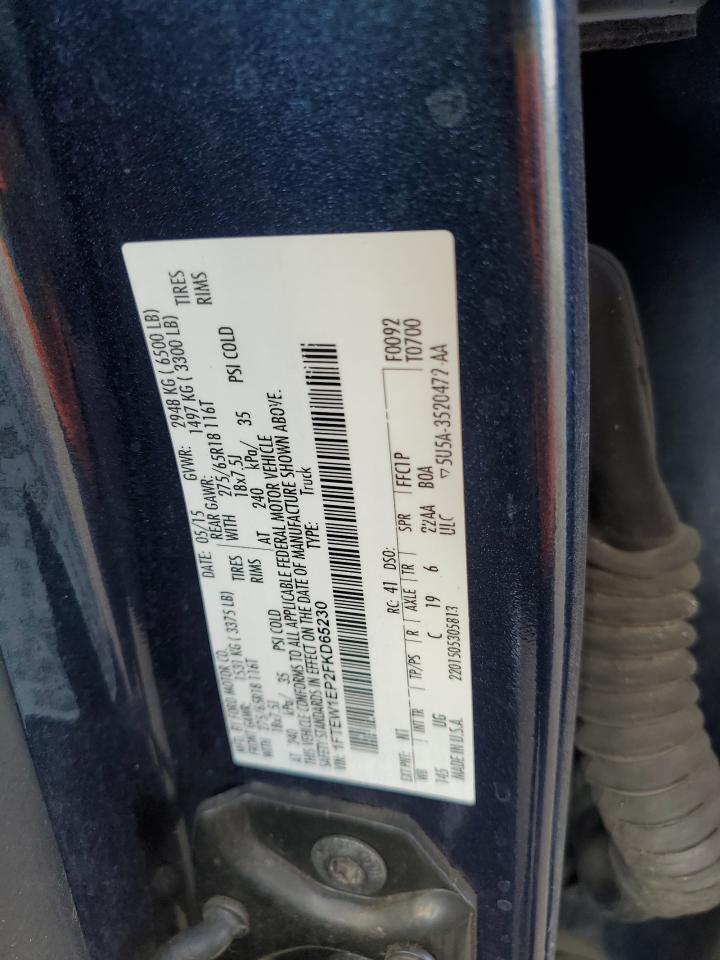 MFD. BY FORD MOTOR CO.
DATE: 05/15 GVWR: 2948 KG ( 6500 LB)
FRONT GAWR: 1531 KG ( 3375 LB) REAR GAWR: 1497 KG ( 3300 LB)
WITH 275/65R18 116T TIRES WITH 275/65R18 116T TIRES
18x7.5J RIMS 18x7.5J RIMS
AT 240 kPa/ 35 PSI COLD AT 240 kPa/ 35 PSI COLD
THIS VEHICLE CONFORMS TO ALL APPLICABLE FEDERAL MOTOR VEHICLE
SAFETY STANDARDS IN EFFECT ON THE DATE OF MANUFACTURE SHOWN ABOVE.
VIN: 1FTEW1EP2FKD65230 TYPE: Truck
EXT PNT: N1 RC: 41 DSO: F0092
WB INT TR TP/PS R AXLE TR SPR FFC1P T0700
145 UG C 19 6 22AA BOA
MADE IN U.S.A. 2201505305813 ULC ▽5U5A-3520472-AA